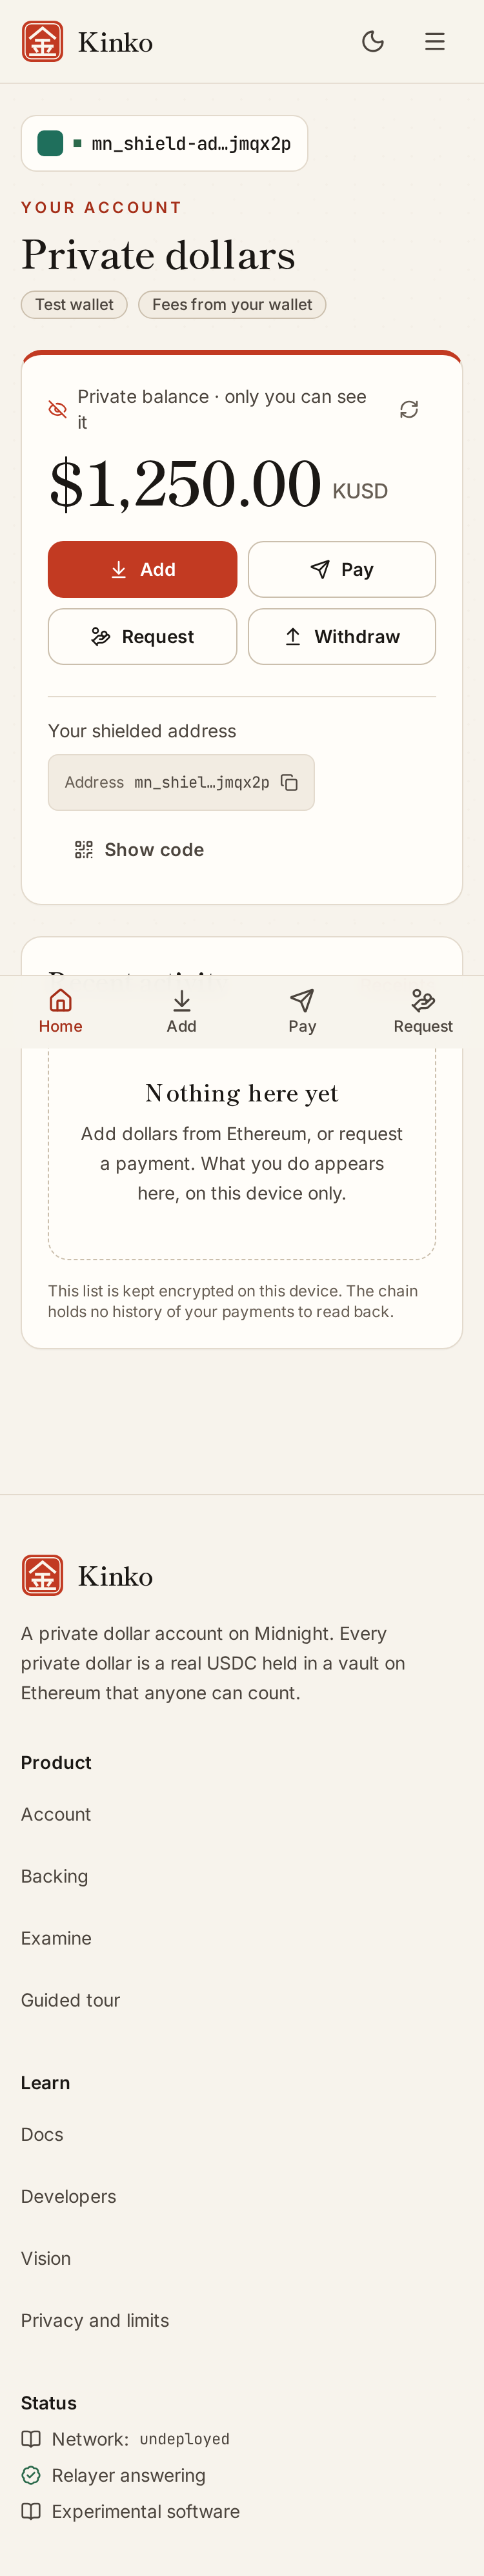 金 Kinko
mn_shield-ad…jmqx2p
YOUR ACCOUNT
Private dollars
Test wallet Fees from your wallet
Private balance · only you can see
it
$1,250.00 KUSD
Add Pay
Request Withdraw
Your shielded address
Address mn_shiel…jmqx2p
Show code
Home Add Pay Request
Nothing here yet
Add dollars from Ethereum, or request
a payment. What you do appears
here, on this device only.
This list is kept encrypted on this device. The chain
holds no history of your payments to read back.
金 Kinko
A private dollar account on Midnight. Every
private dollar is a real USDC held in a vault on
Ethereum that anyone can count.
Product
Account
Backing
Examine
Guided tour
Learn
Docs
Developers
Vision
Privacy and limits
Status
Network: undeployed
Relayer answering
Experimental software